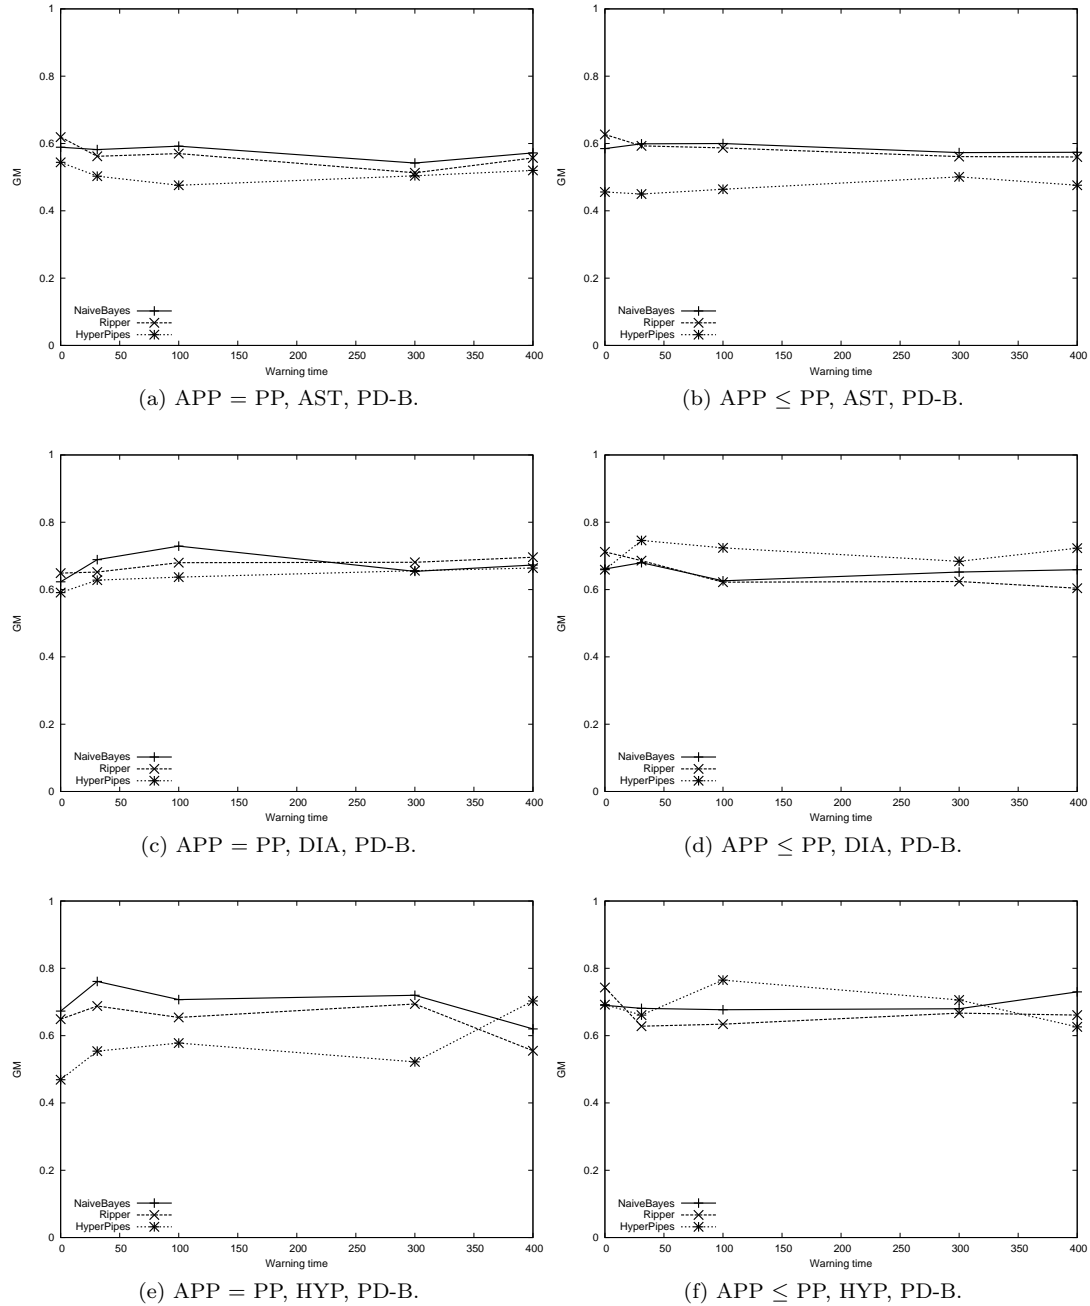 1
0.8
0.6
GM
0.4
0.2
NaiveBayes
Ripper
HyperPipes
0
0 50 100 150 200 250 300 350 400
Warning time
(a) APP = PP, AST, PD-B.
1
0.8
0.6
GM
0.4
0.2
NaiveBayes
Ripper
HyperPipes
0
0 50 100 150 200 250 300 350 400
Warning time
(b) APP ≤ PP, AST, PD-B.
1
0.8
0.6
GM
0.4
0.2
NaiveBayes
Ripper
HyperPipes
0
0 50 100 150 200 250 300 350 400
Warning time
(c) APP = PP, DIA, PD-B.
1
0.8
0.6
GM
0.4
0.2
NaiveBayes
Ripper
HyperPipes
0
0 50 100 150 200 250 300 350 400
Warning time
(d) APP ≤ PP, DIA, PD-B.
1
0.8
0.6
GM
0.4
0.2
NaiveBayes
Ripper
HyperPipes
0
0 50 100 150 200 250 300 350 400
Warning time
(e) APP = PP, HYP, PD-B.
1
0.8
0.6
GM
0.4
0.2
NaiveBayes
Ripper
HyperPipes
0
0 50 100 150 200 250 300 350 400
Warning time
(f) APP ≤ PP, HYP, PD-B.